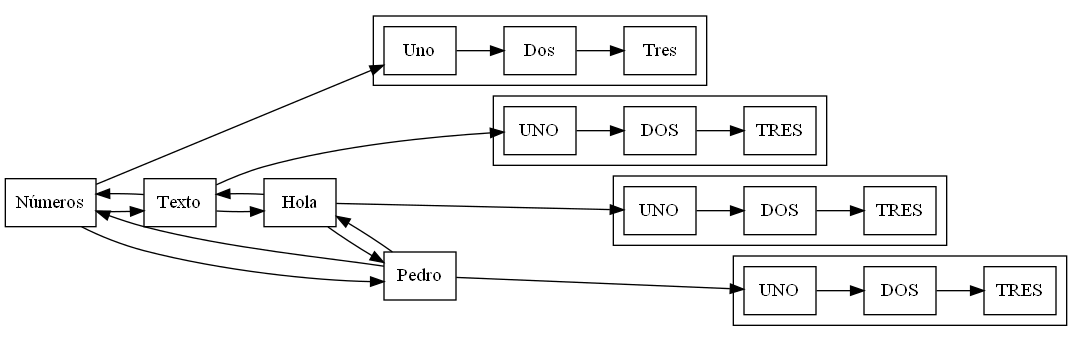 Uno Dos Tres
UNO DOS TRES
Números Texto Hola UNO DOS TRES
Pedro UNO DOS TRES